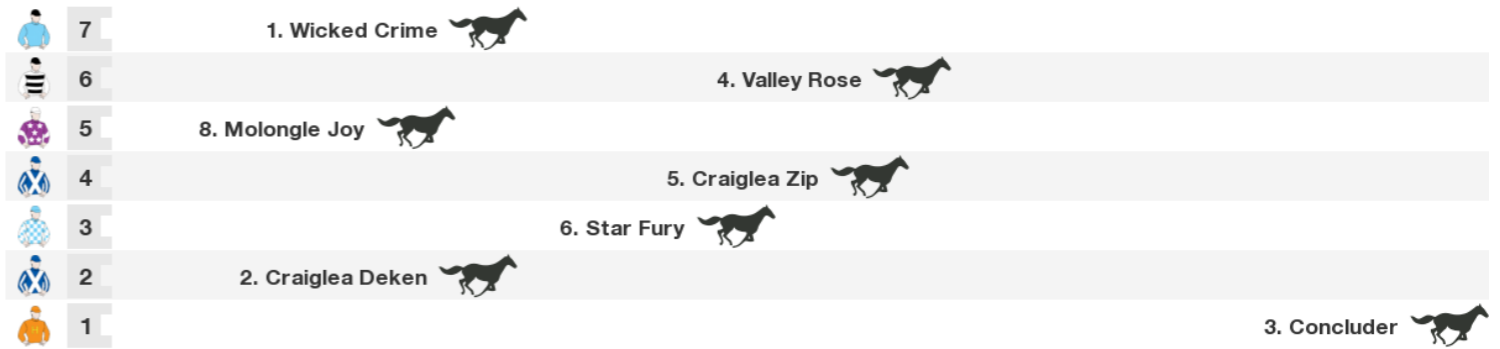 7 1. Wicked Crime
6 4. Valley Rose
5 8. Molongle Joy
4 5. Craiglea Zip
3 6. Star Fury
2 2. Craiglea Deken
1 3. Concluder